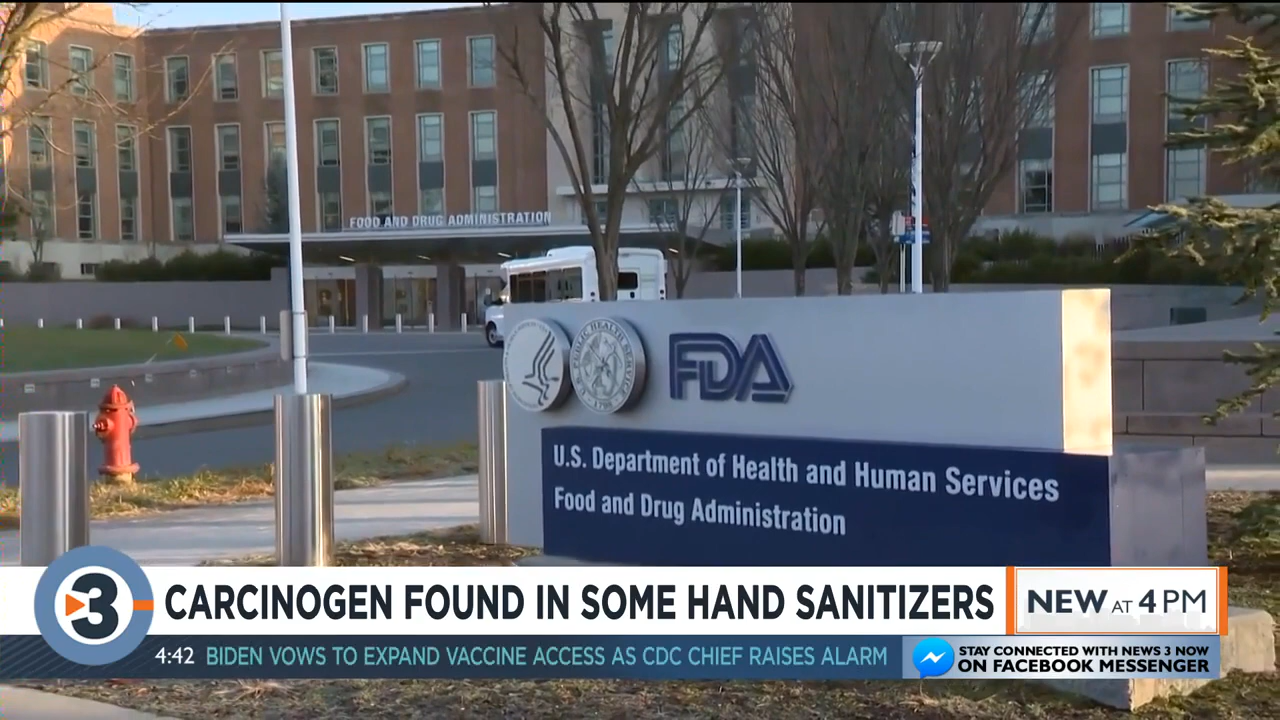 FOOD AND DRUG ADMINISTRATION
FDA
U.S. Department of Health and Human Services
Food and Drug Administration
3
CARCINOGEN FOUND IN SOME HAND SANITIZERS
NEW AT 4PM
4:42
BIDEN VOWS TO EXPAND VACCINE ACCESS AS CDC CHIEF RAISES ALARM
STAY CONNECTED WITH NEWS 3 NOW
ON FACEBOOK MESSENGER